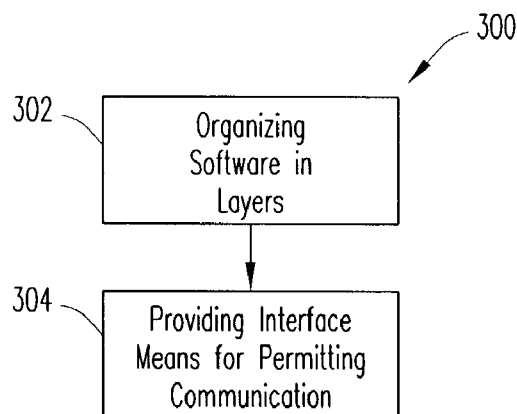 300
302
Organizing
Software in
Layers
304
Providing Interface
Means for Permitting
Communication